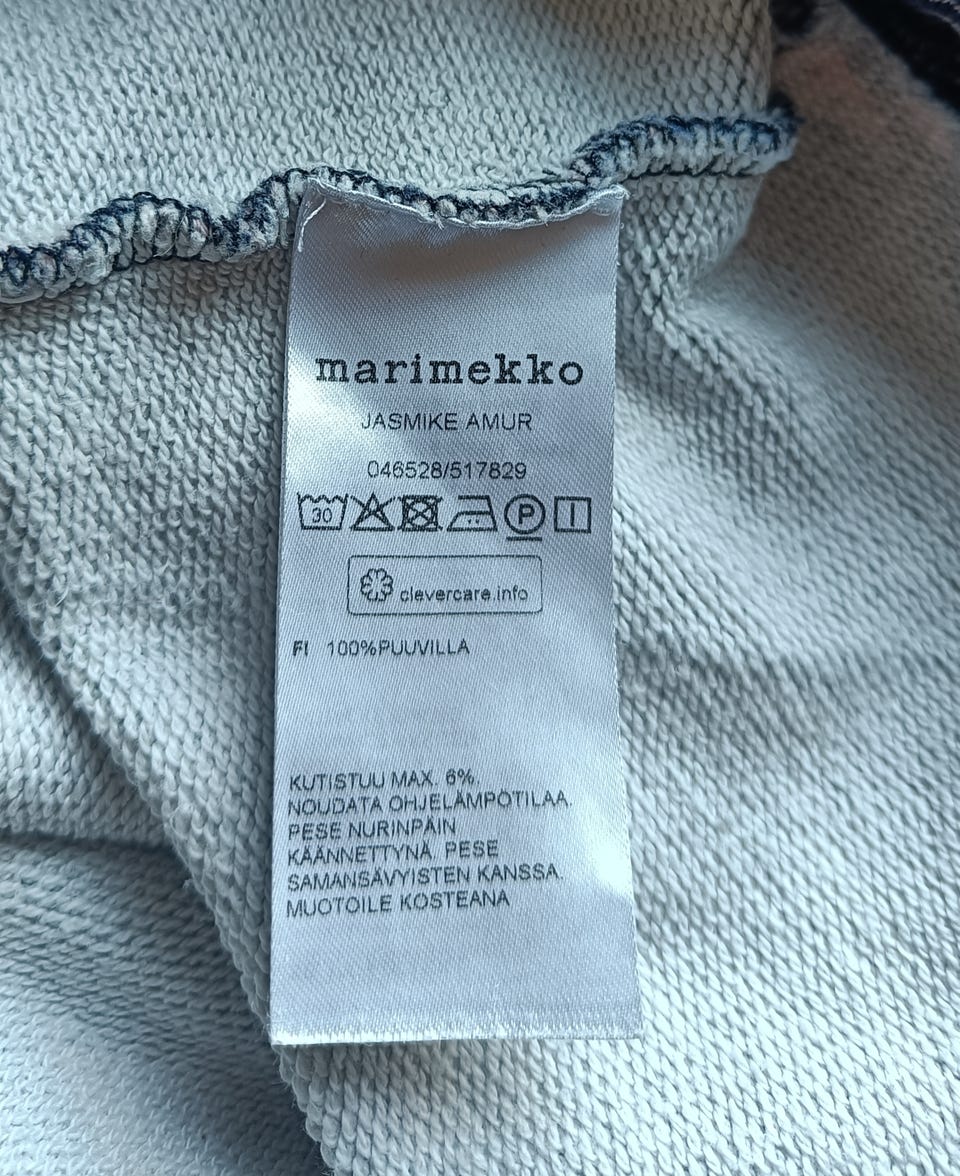 marimekko
JASMIKE AMUR
046528/517829
30 P
clevercare.info
FI 100%PUUVILLA
KUTISTUU MAX. 6%.
NOUDATA OHJELÄMPÖTILAA.
PESE NURINPÄIN
KÄÄNNETTYNÄ. PESE
SAMANSÄVYISTEN KANSSA.
MUOTOILE KOSTEANA